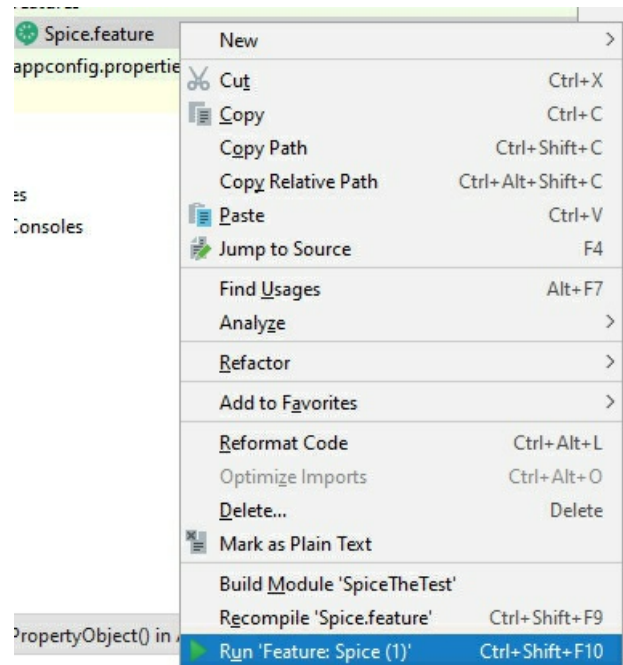 Spice.feature
New
appconfig.propertie
Cut Ctrl+X
Copy Ctrl+C
Copy Path Ctrl+Shift+C
Copy Relative Path Ctrl+Alt+Shift+C
es
Paste Ctrl+V
Consoles
Jump to Source F4
Find Usages Alt+F7
Analyze
Refactor
Add to Favorites
Reformat Code Ctrl+Alt+L
Optimize Imports Ctrl+Alt+O
Delete... Delete
Mark as Plain Text
Build Module 'SpiceTheTest'
Recompile 'Spice.feature' Ctrl+Shift+F9
PropertyObject() in
Run 'Feature: Spice (1)' Ctrl+Shift+F10